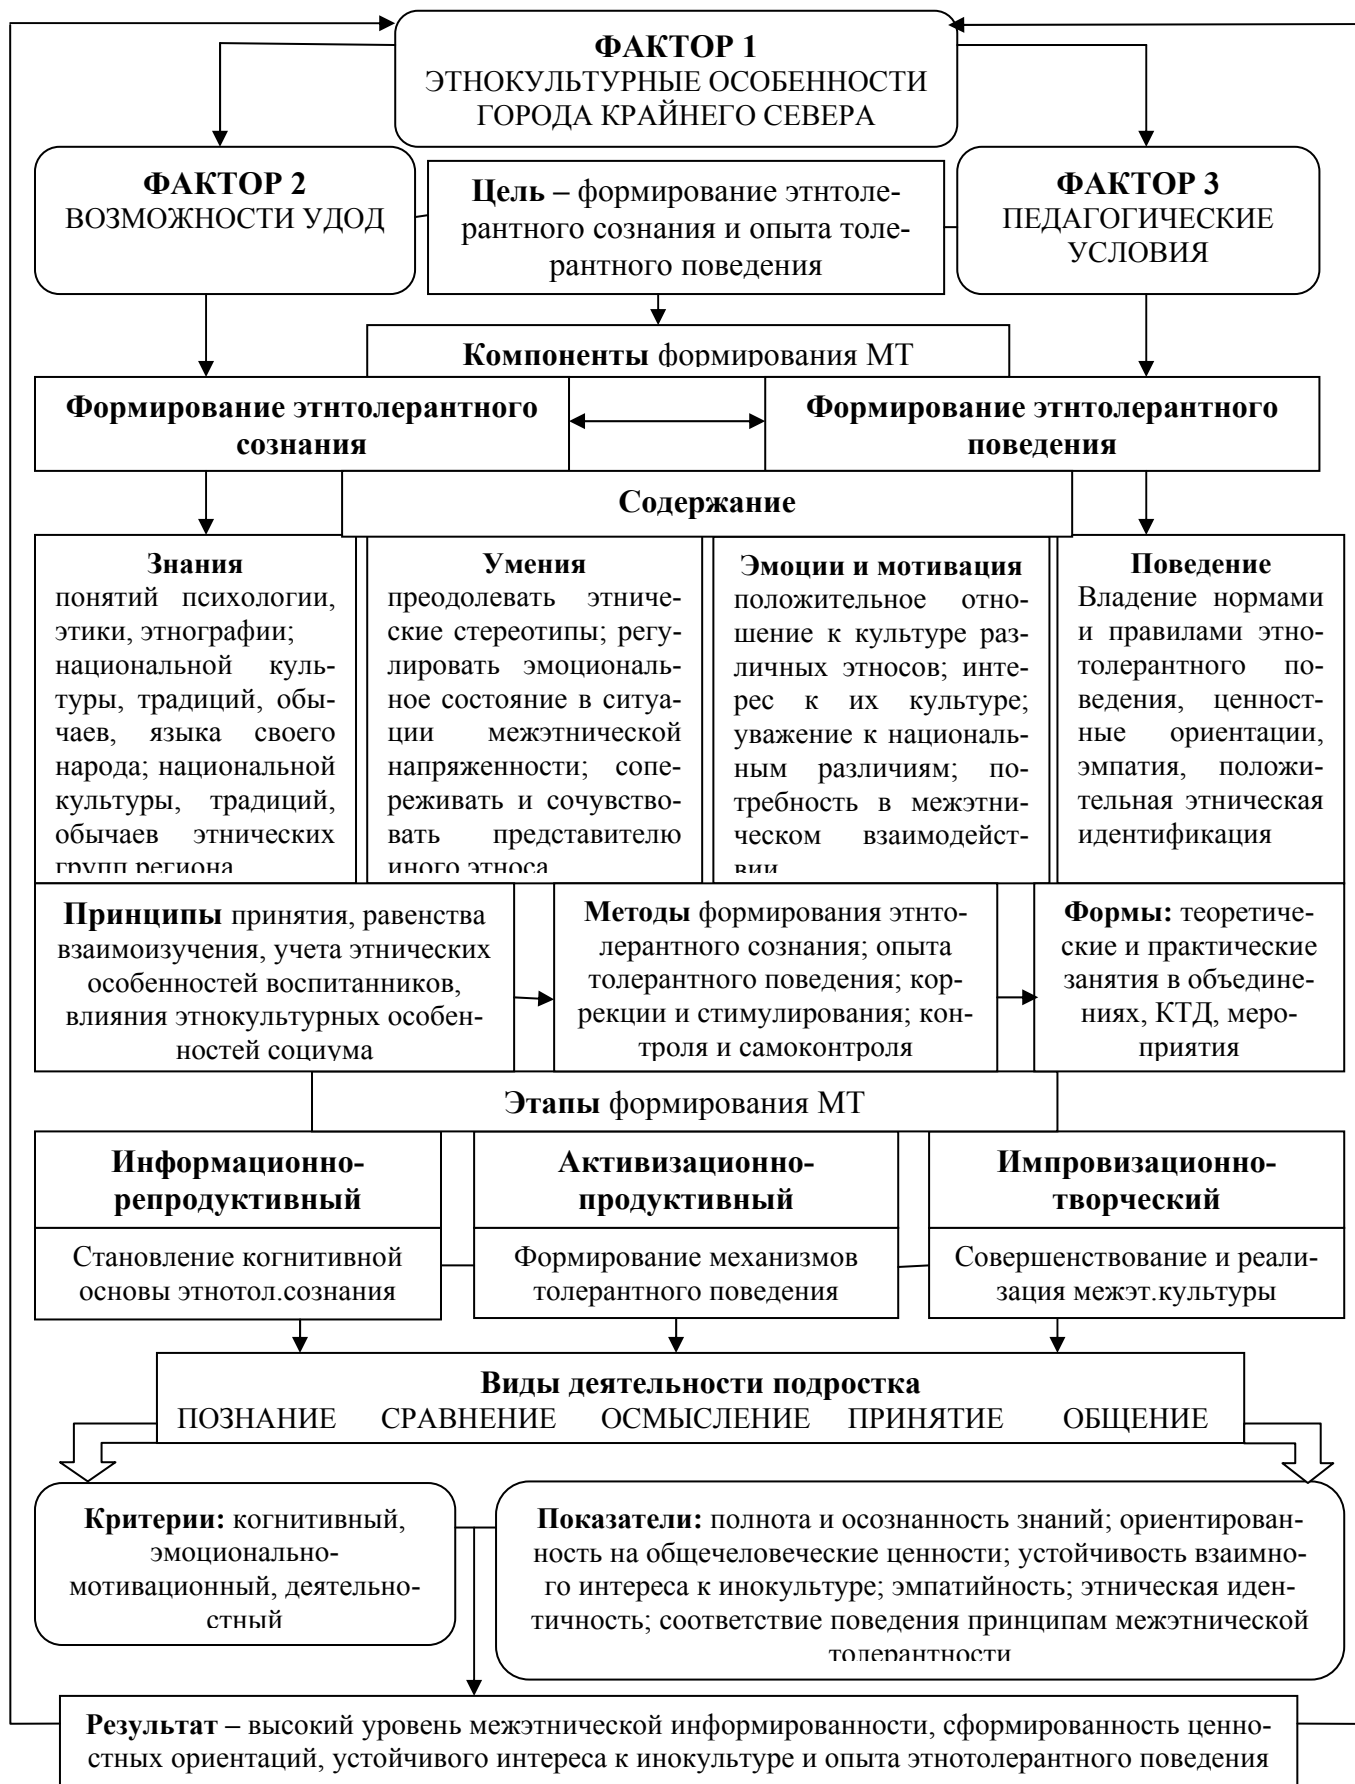 ФАКТОР 1
ЭТНОКУЛЬТУРНЫЕ ОСОБЕННОСТИ
ГОРОДА КРАЙНЕГО СЕВЕРА
ФАКТОР 2
ВОЗМОЖНОСТИ УДОД
Цель – формирование этнтоле-
рантного сознания и опыта толе-
рантного поведения
ФАКТОР 3
ПЕДАГОГИЧЕСКИЕ
УСЛОВИЯ
Компоненты формирования МТ
Формирование этнтолерантного
сознания
Формирование этнтолерантного
поведения
Содержание
Знания
понятий психологии,
этики, этнографии;
национальной куль-
туры, традиций, обы-
чаев, языка своего
народа; национальной
культуры, традиций,
обычаев этнических
групп региона
Умения
преодолевать этниче-
ские стереотипы; регу-
лировать эмоциональ-
ное состояние в ситуа-
ции межэтнической
напряженности; сопе-
реживать и сочувство-
вать представителю
иного этноса
Эмоции и мотивация
положительное отно-
шение к культуре раз-
личных этносов; инте-
рес к их культуре;
уважение к националь-
ным различиям; по-
требность в межэтни-
ческом взаимодейст-
вии
Поведение
Владение нормами
и правилами этно-
толерантного по-
ведения, ценност-
ные ориентации,
эмпатия, положи-
тельная этническая
идентификация
Принципы принятия, равенства
взаимоизучения, учета этнических
особенностей воспитанников,
влияния этнокультурных особен-
ностей социума
Методы формирования этнто-
лерантного сознания; опыта
толерантного поведения; кор-
рекции и стимулирования; кон-
троля и самоконтроля
Формы: теоретиче-
ские и практические
занятия в объедине-
ниях, КТД, меро-
приятия
Этапы формирования МТ
Информационно-
репродуктивный
Становление когнитивной
основы этнотол.сознания
Активизационно-
продуктивный
Формирование механизмов
толерантного поведения
Импровизационно-
творческий
Совершенствование и реали-
зация межэт.культуры
Виды деятельности подростка
ПОЗНАНИЕ СРАВНЕНИЕ ОСМЫСЛЕНИЕ ПРИНЯТИЕ ОБЩЕНИЕ
Критерии: когнитивный,
эмоционально-
мотивационный, деятельно-
стный
Показатели: полнота и осознанность знаний; ориентирован-
ность на общечеловеческие ценности; устойчивость взаимно-
го интереса к инокультуре; эмпатийность; этническая иден-
тичность; соответствие поведения принципам межэтнической
толерантности
Результат – высокий уровень межэтнической информированности, сформированность ценно-
стных ориентаций, устойчивого интереса к инокультуре и опыта этнотолерантного поведения